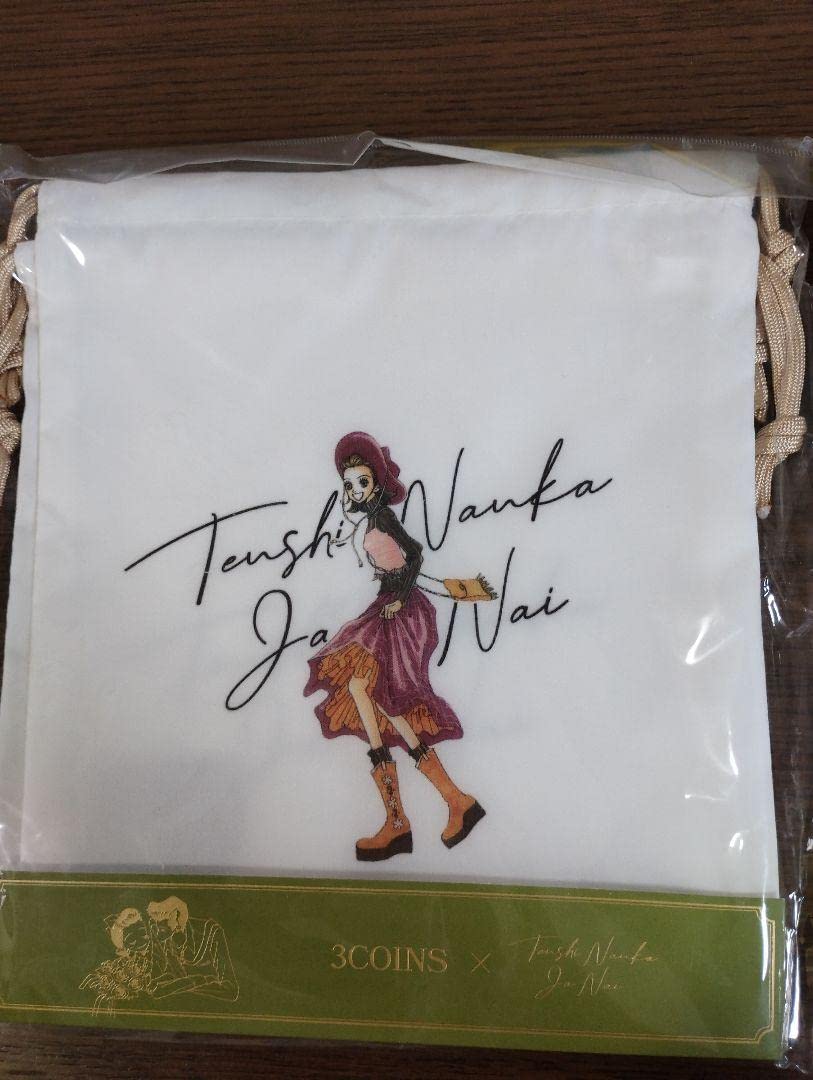 Tenshi Nanka
Ja Nai
3COINS × Tenshi Nanka
Ja Nai